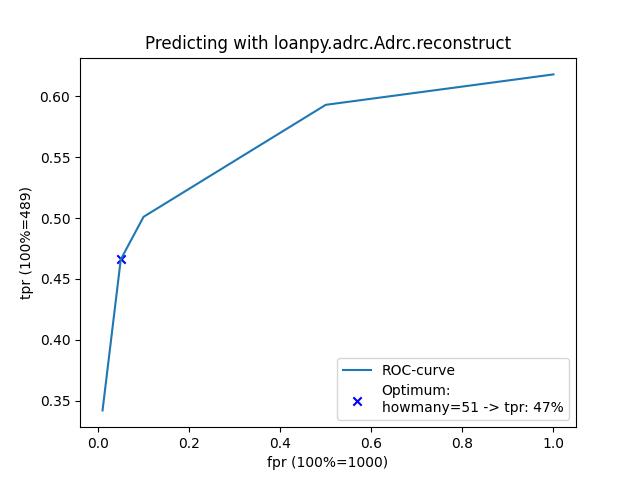 Predicting with loanpy.adrc.Adrc.reconstruct
0.60
0.55
0.50
0.45
0.40
0.35
tpr (100%=489)
ROC-curve
Optimum:
howmany=51 -> tpr: 47%
0.0 0.2 0.4 0.6 0.8 1.0
fpr (100%=1000)